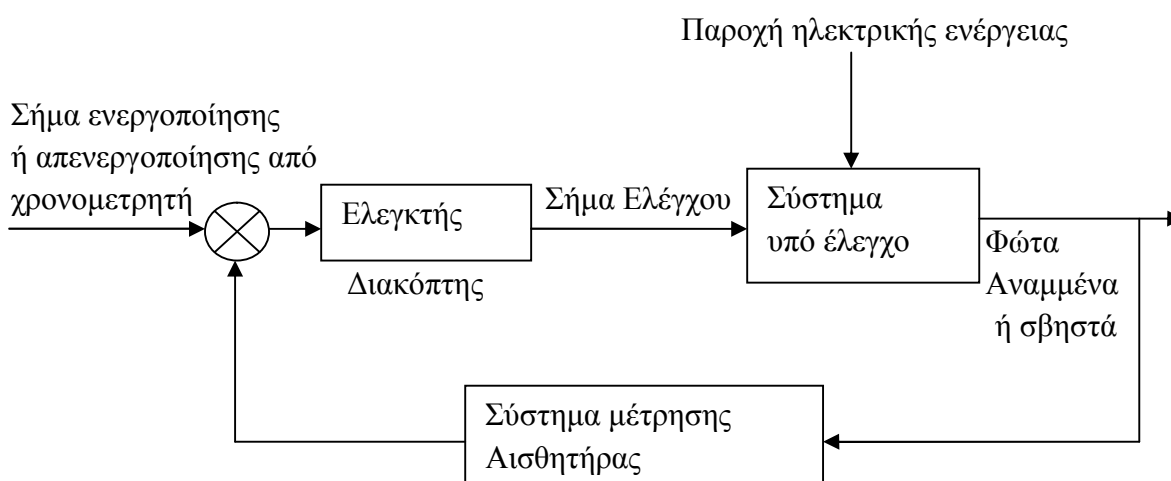 Παροχή ηλεκτρικής ενέργειας
Σήμα ενεργοποίησης
ή απενεργοποίησης από
χρονομετρητή
Ελεγκτής
Διακόπτης
Σήμα Ελέγχου
Σύστημα
υπό έλεγχο
Φώτα
Αναμμένα
ή σβηστά
Σύστημα μέτρησης
Αισθητήρας